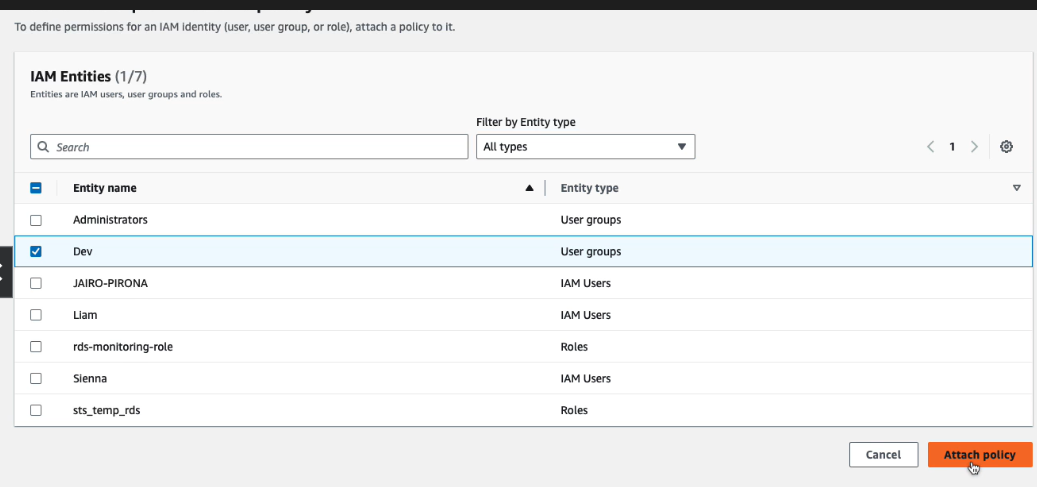 To define permissions for an IAM identity (user, user group, or role), attach a policy to it.
IAM Entities (1/7)
Entities are IAM users, user groups and roles.
Filter by Entity type
Search
All types
1
Entity name
Entity type
Administrators User groups
Dev User groups
JAIRO-PIRONA IAM Users
Liam IAM Users
rds-monitoring-role Roles
Sienna IAM Users
sts_temp_rds Roles
Cancel
Attach policy